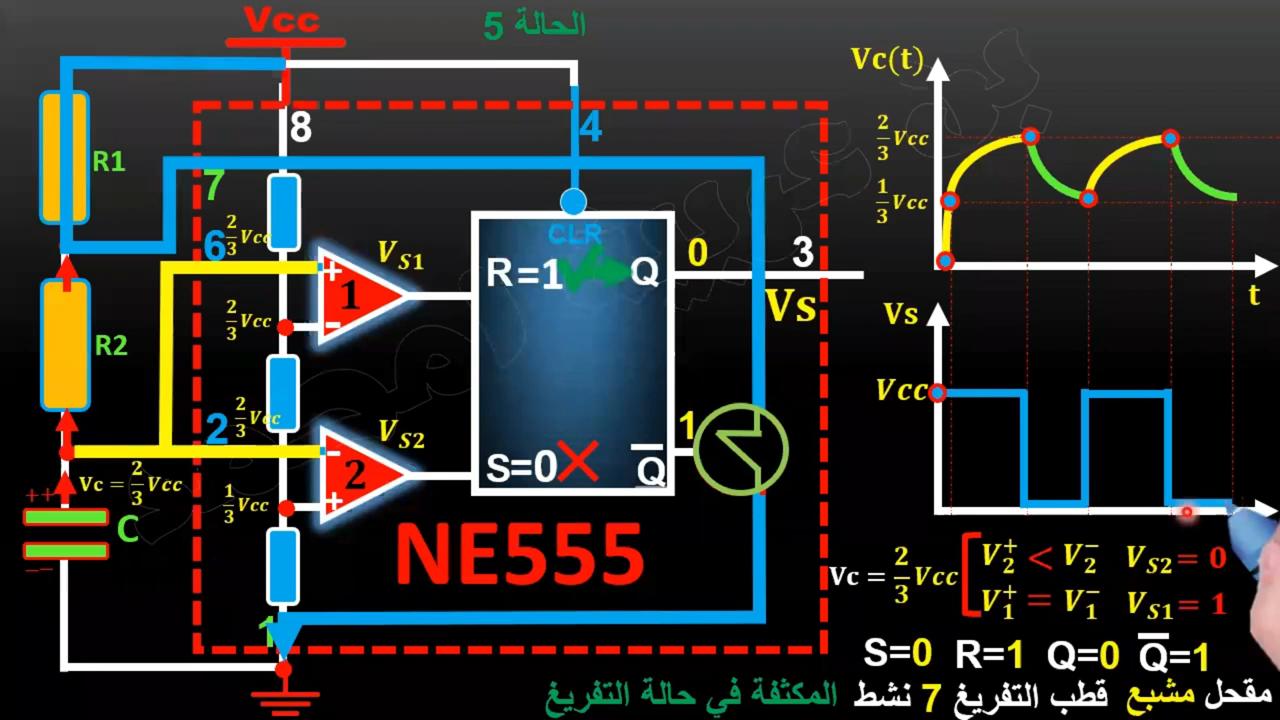 Vcc
الحالة 5
8
4
R1
7
6
2/3 Vcc
+
1
-
V_S1
2/3 Vcc
CLR
R=1
Q
0
3
Vs
R2
2
2/3 Vcc
-
2
+
V_S2
1/3 Vcc
S=0
Q̅
1
Vc = 2/3 Vcc
++
--
C
NE555
1
Vc(t)
2/3 Vcc
1/3 Vcc
t
Vs
Vcc
Vc = 2/3 Vcc
V₂⁺ < V₂⁻ V_S2 = 0
V₁⁺ = V₁⁻ V_S1 = 1
S=0 R=1 Q=0 Q̅=1
مقحل مشبع قطب التفريغ 7 نشط المكثفة في حالة التفريغ